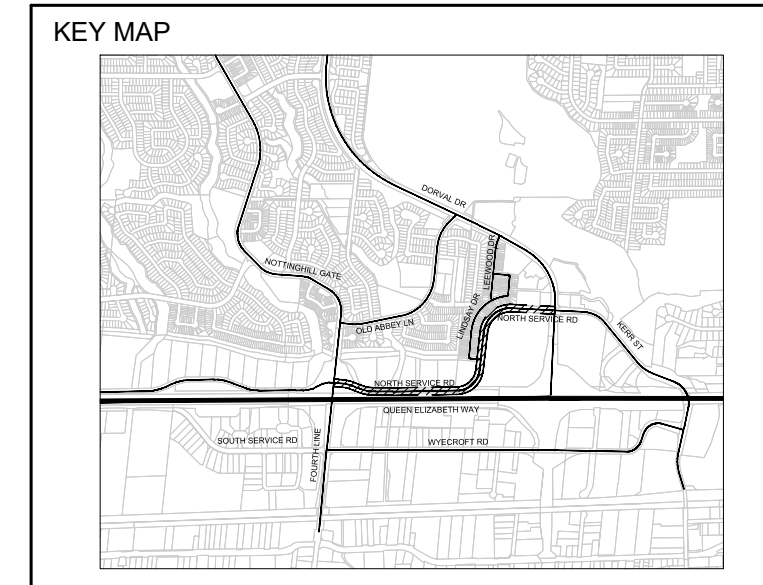 KEY MAP
DORVAL DR
NOTTINGHILL GATE
LEEWOOD DR
OLD ABBEY LN
LINDSAY DR
NORTH SERVICE RD
KERR ST
NORTH SERVICE RD
QUEEN ELIZABETH WAY
SOUTH SERVICE RD
FOURTH LINE
WYECROFT RD